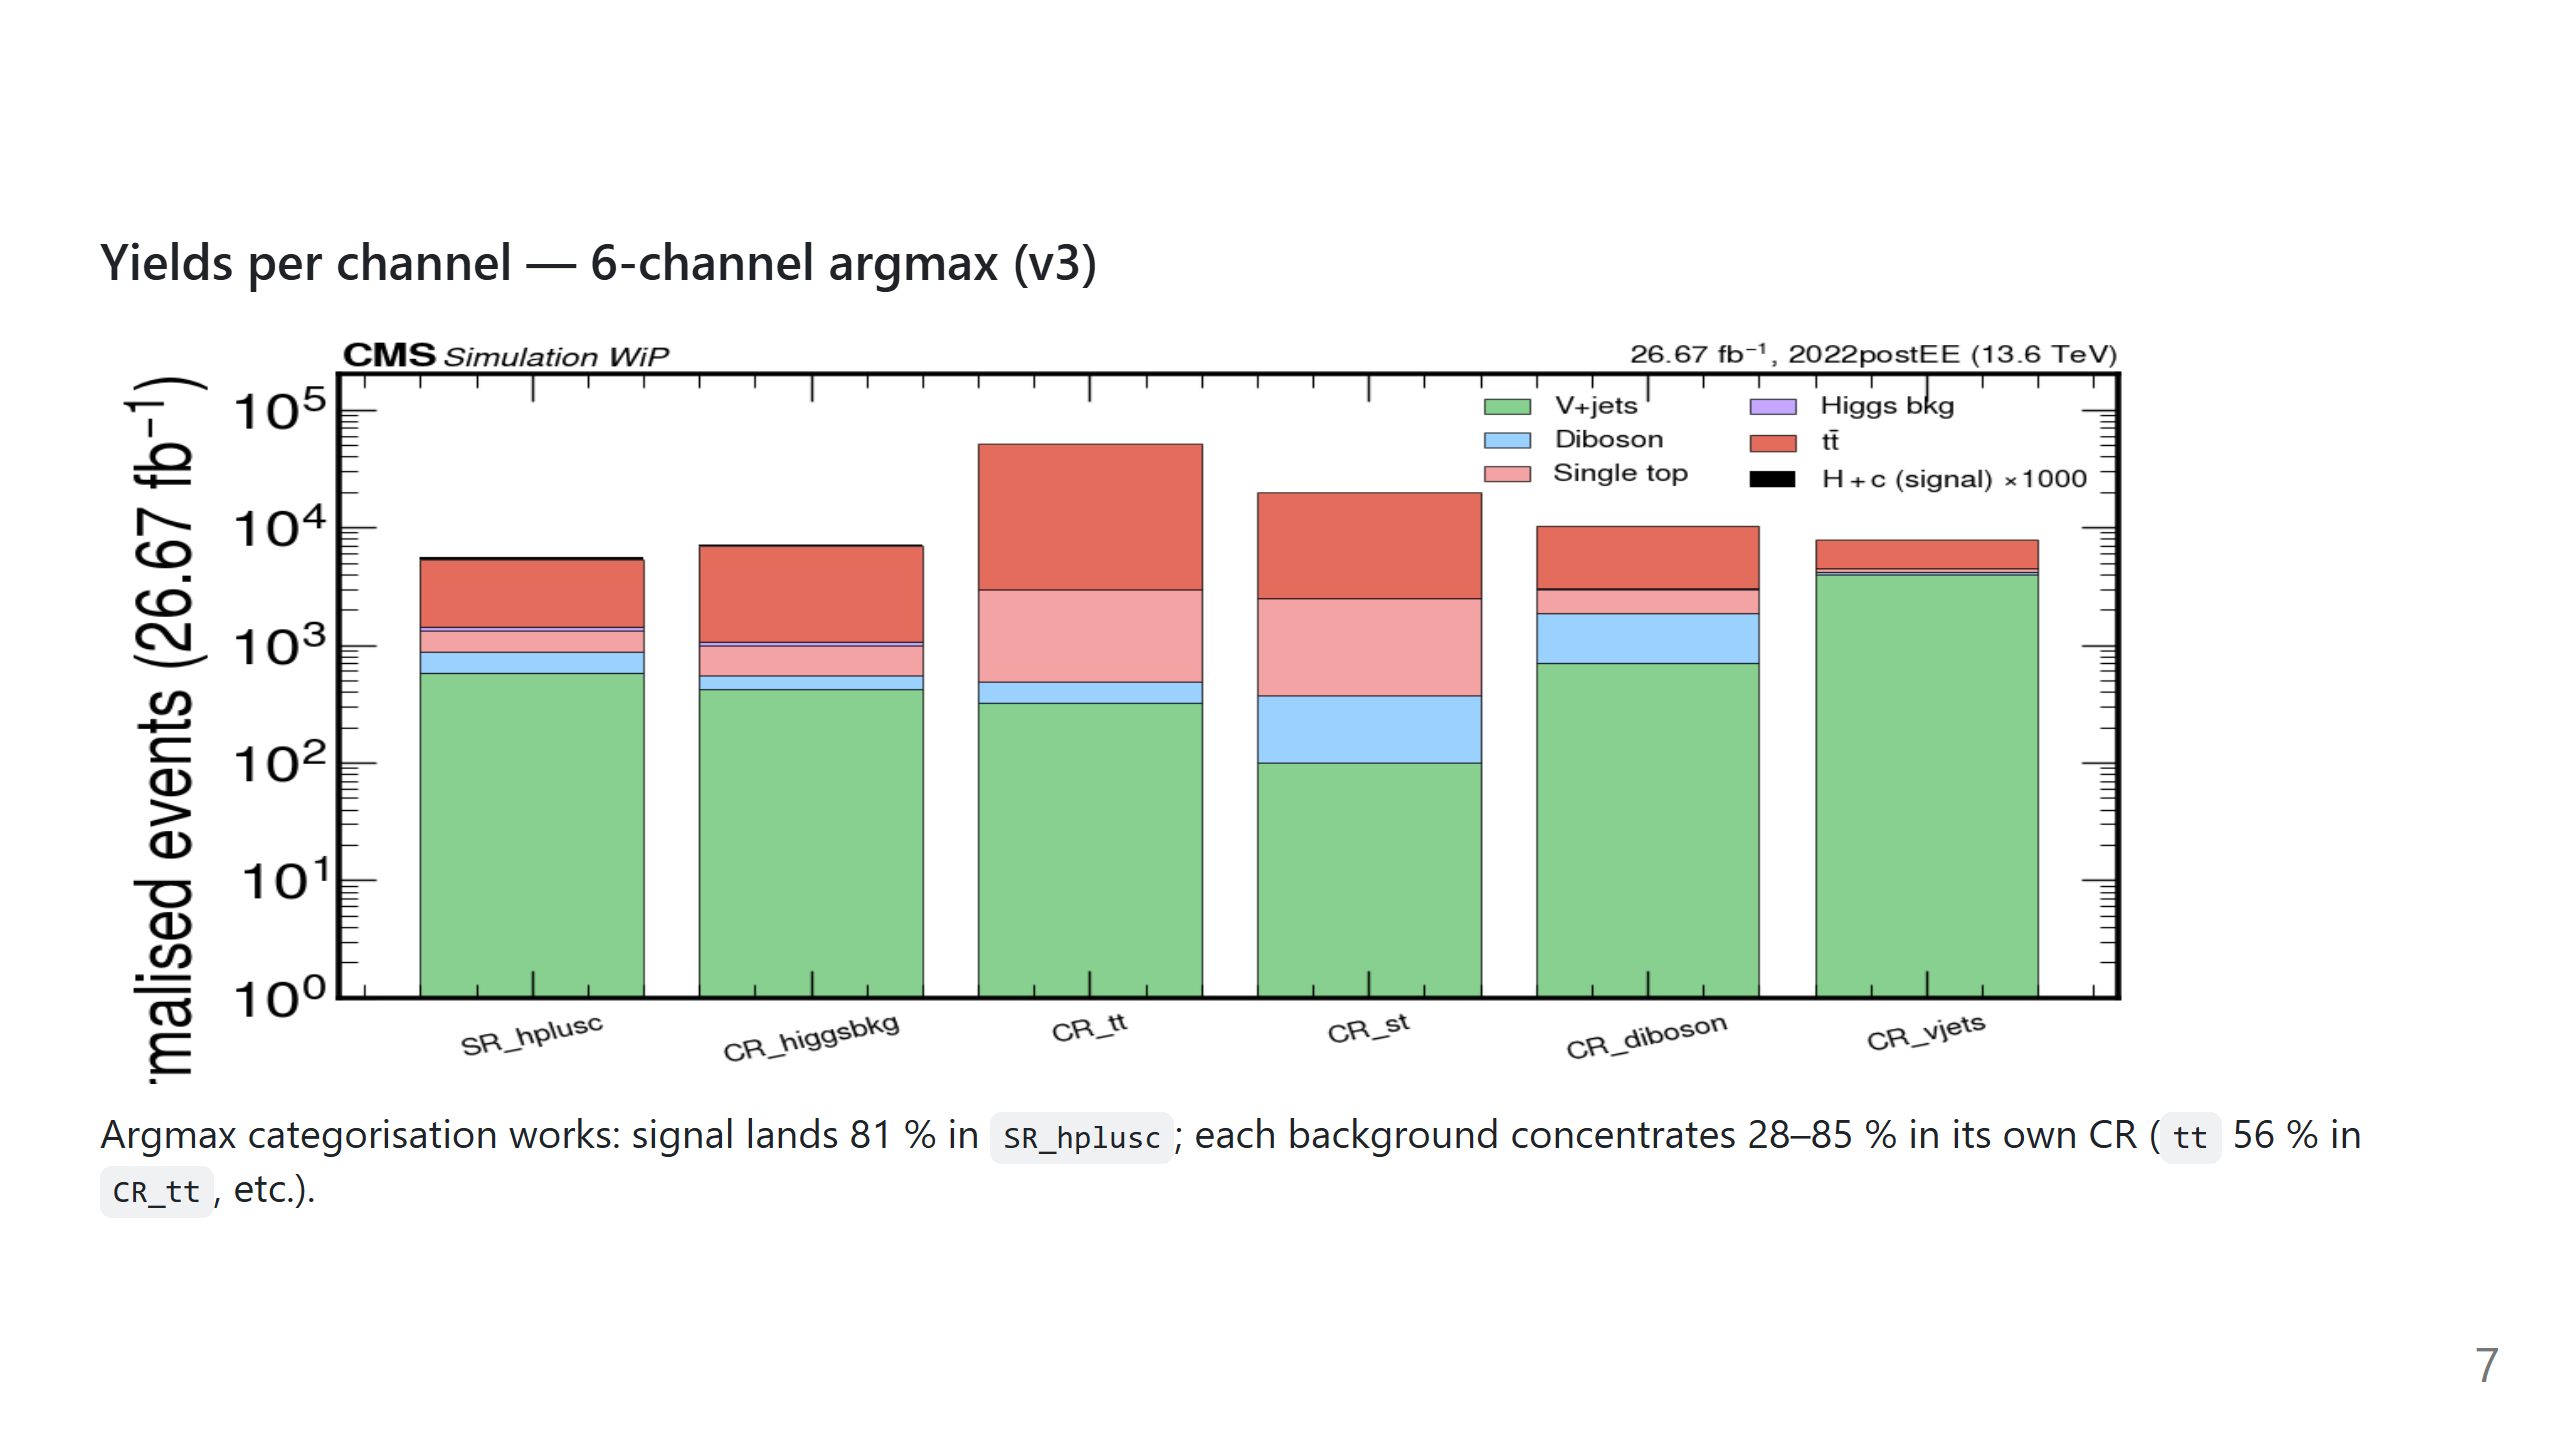 Yields per channel — 6-channel argmax (v3)
CMS Simulation WiP
26.67 fb⁻¹, 2022postEE (13.6 TeV)
malised events (26.67 fb⁻¹)
10⁵
10⁴
10³
10²
10¹
10⁰
V+jets
Diboson
Single top
Higgs bkg
tt̄
H + c (signal) ×1000
SR_hplusc
CR_higgsbkg
CR_tt
CR_st
CR_diboson
CR_vjets
Argmax categorisation works: signal lands 81 % in SR_hplusc; each background concentrates 28–85 % in its own CR (tt 56 % in
CR_tt, etc.).
7